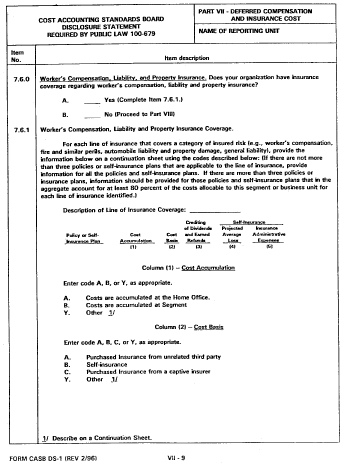 COST ACCOUNTING STANDARDS BOARD
DISCLOSURE STATEMENT
REQUIRED BY PUBLIC LAW 100-679
PART VII - DEFERRED COMPENSATION
AND INSURANCE COST
NAME OF REPORTING UNIT
Item
No.
Item description
7.6.0 Worker's Compensation, Liability, and Property Insurance. Does your organization have insurance
coverage regarding worker's compensation, liability and property insurance?
A. ____ Yes (Complete Item 7.6.1.)
B. ____ No (Proceed to Part VIII)
7.6.1 Worker's Compensation, Liability and Property Insurance Coverage.
For each line of insurance that covers a category of insured risk (e.g., worker's compensation,
fire and similar perils, automobile liability and property damage, general liability), provide the
information below on a continuation sheet using the codes described below: (If there are not more
than three policies or self-insurance plans that are applicable to the line of insurance, provide
information for all the policies and self-insurance plans. If there are more than three policies or
insurance plans, information should be provided for those policies and self-insurance plans that in the
aggregate account for at least 80 percent of the costs allocable to this segment or business unit for
each line of insurance identified.)
Description of Line of Insurance Coverage: ____________
Policy or Self-
Insurance Plan
Cost
Accumulation
(1)
Cost
Basis
(2)
Crediting
of Dividends
and Earned
Refunds
(3)
Self-Insurance
Projected
Average
Loss
(4)
Insurance
Administrative
Expenses
(5)
Column (1) -- Cost Accumulation
Enter code A, B, or Y, as appropriate.
A. Costs are accumulated at the Home Office.
B. Costs are accumulated at Segment
Y. Other 1/
Column (2) -- Cost Basis
Enter code A, B, C, or Y, as appropriate.
A. Purchased Insurance from unrelated third party
B. Self-insurance
C. Purchased Insurance from a captive insurer
Y. Other 1/
1/ Describe on a Continuation Sheet.
FORM CASB DS-1 (REV 2/96)
VII - 9